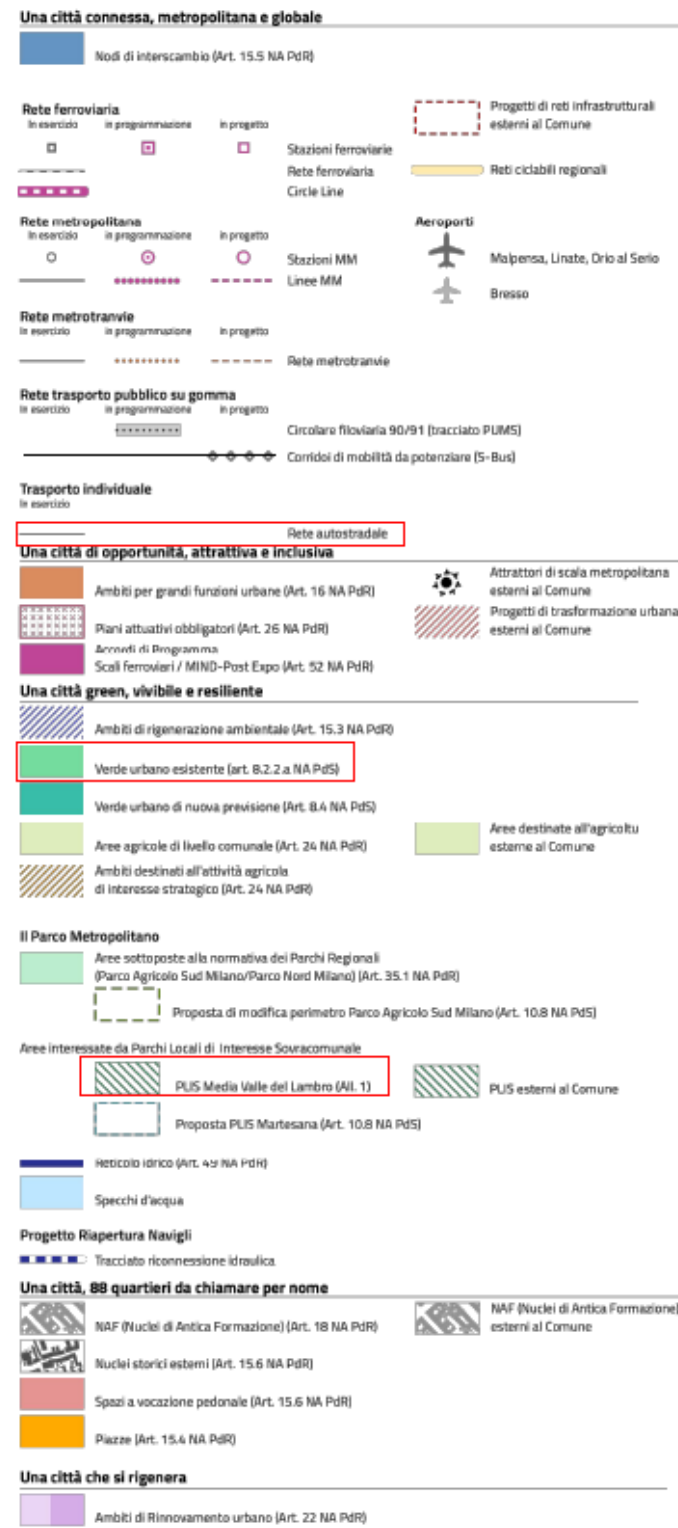 Una città connessa, metropolitana e globale
Nodi di interscambio (Art. 15.5 NA PdR)
Rete ferroviaria
In esercizio in programmazione in progetto
Stazioni ferroviarie
Rete ferroviaria
Circle Line
Progetti di reti infrastrutturali
esterni al Comune
Reti ciclabili regionali
Rete metropolitana
In esercizio in programmazione in progetto
Stazioni MM
Linee MM
Aeroporti
Malpensa, Linate, Orio al Serio
Bresso
Rete metrotranvie
In esercizio in programmazione in progetto
Rete metrotranvie
Rete trasporto pubblico su gomma
In esercizio in programmazione in progetto
Circolare filoviaria 90/91 (tracciato PUMS)
Corridoi di mobilità da potenziare (S-Bus)
Trasporto individuale
In esercizio
Rete autostradale
Una città di opportunità, attrattiva e inclusiva
Ambiti per grandi funzioni urbane (Art. 16 NA PdR)
Piani attuativi obbligatori (Art. 26 NA PdR)
Accordi di Programma
Scali ferroviari / MIND-Post Expo (Art. 52 NA PdR)
Attrattori di scala metropolitana
esterni al Comune
Progetti di trasformazione urbana
esterni al Comune
Una città green, vivibile e resiliente
Ambiti di rigenerazione ambientale (Art. 15.3 NA PdR)
Verde urbano esistente (art. 8.2.2.a NA PdS)
Verde urbano di nuova previsione (Art. 8.4 NA PdS)
Aree agricole di livello comunale (Art. 24 NA PdR)
Aree destinate all'agricoltu
esterne al Comune
Ambiti destinati all'attività agricola
di interesse strategico (Art. 24 NA PdR)
Il Parco Metropolitano
Aree sottoposte alla normativa dei Parchi Regionali
(Parco Agricolo Sud Milano/Parco Nord Milano) (Art. 35.1 NA PdR)
Proposta di modifica perimetro Parco Agricolo Sud Milano (Art. 10.8 NA PdS)
Aree interessate da Parchi Locali di Interesse Sovracomunale
PLIS Media Valle del Lambro (All. 1)
PLIS esterni al Comune
Proposta PLIS Martesana (Art. 10.8 NA PdS)
Reticolo idrico (Art. 49 NA PdR)
Specchi d'acqua
Progetto Riapertura Navigli
Tracciato riconnessione idraulica
Una città, 88 quartieri da chiamare per nome
NAF (Nuclei di Antica Formazione) (Art. 18 NA PdR)
NAF (Nuclei di Antica Formazione)
esterni al Comune
Nuclei storici esterni (Art. 15.6 NA PdR)
Spazi a vocazione pedonale (Art. 15.6 NA PdR)
Piazze (Art. 15.4 NA PdR)
Una città che si rigenera
Ambiti di Rinnovamento urbano (Art. 22 NA PdR)